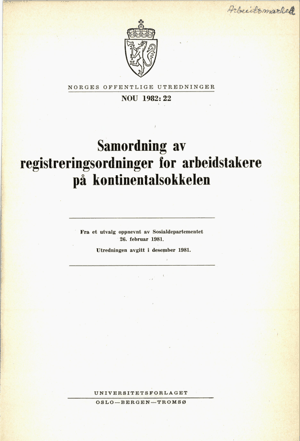 Arbeidsmarked
NORGES OFFENTLIGE UTREDNINGER
NOU 1982: 22
Samordning av
registreringsordninger for arbeidstakere
på kontinentalsokkelen
Fra et utvalg oppnevnt av Sosialdepartementet
26. februar 1981.
Utredningen avgitt i desember 1981.
UNIVERSITETSFORLAGET
OSLO—BERGEN—TROMSØ